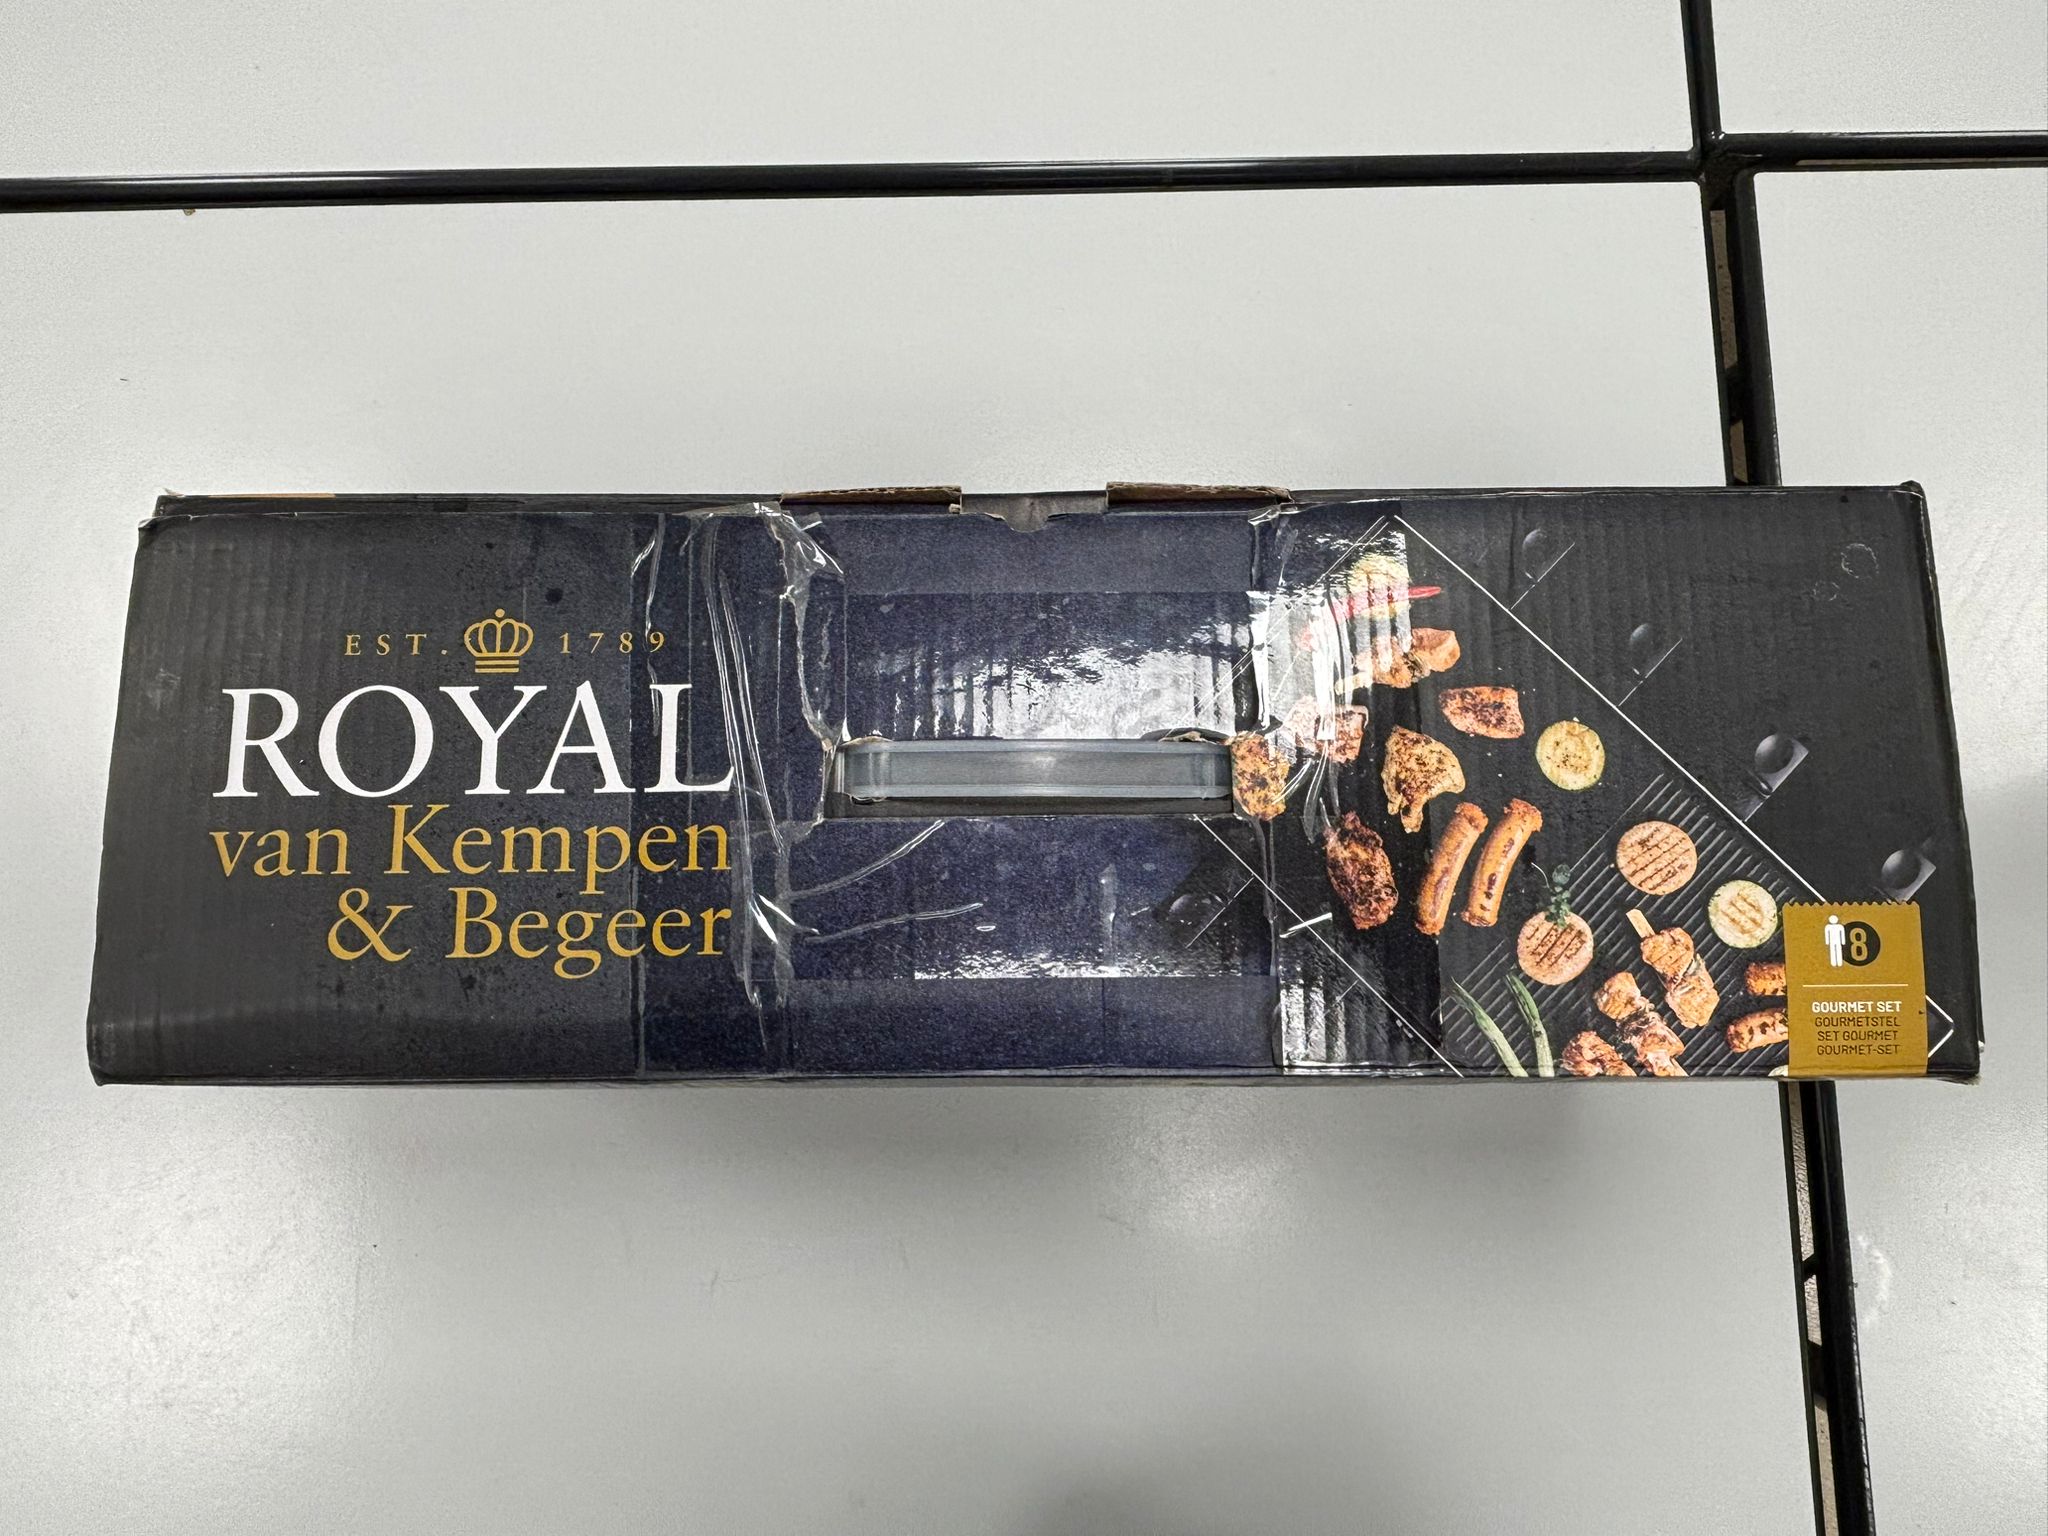 EST. 1789
ROYAL
van Kempen
& Begeer
8
GOURMET SET
GOURMETSTEL
SET GOURMET
GOURMET-SET